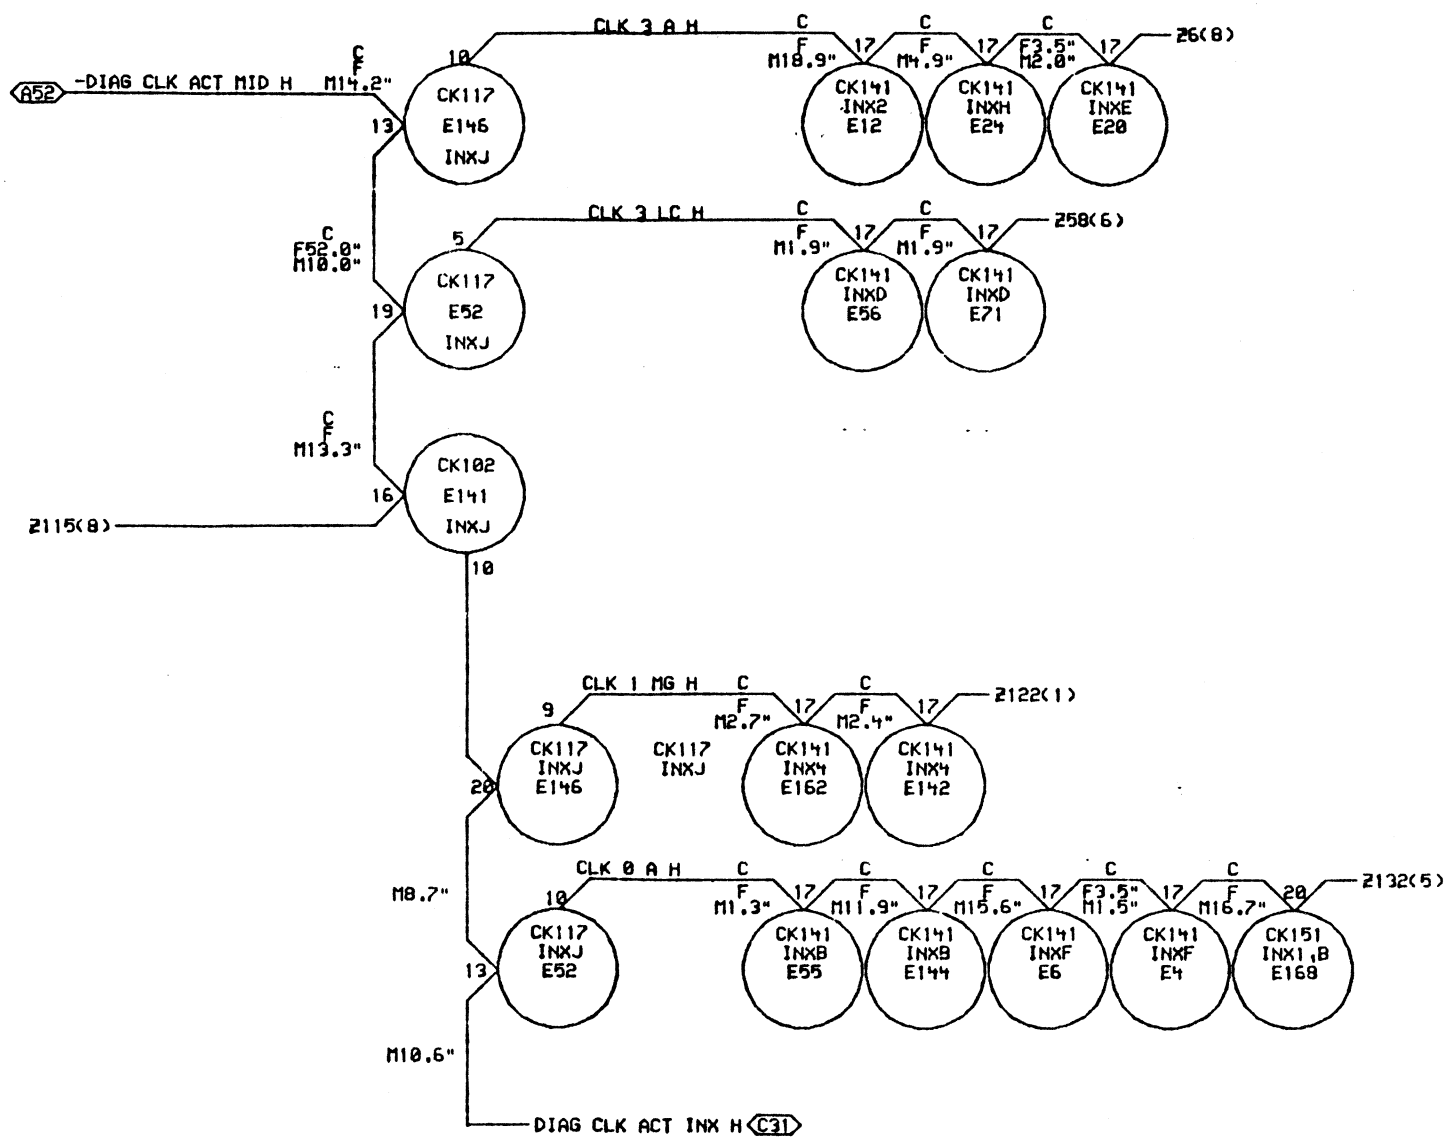 CLK 3 A H
C
F
M18.9"
17
C
F
M4.9"
17
C
F3.5"
M2.0"
17
Z6(8)
A52
-DIAG CLK ACT MID H
C
F
M14.2"
10
13
CK117
E146
INXJ
CK141
INX2
E12
CK141
INXH
E24
CK141
INXE
E20
CLK 3 LC H
C
F
M1.9"
17
C
F
M1.9"
17
Z58(6)
C
F52.0"
M10.0"
5
19
CK117
E52
INXJ
CK141
INXD
E56
CK141
INXD
E71
C
F
M13.3"
16
CK102
E141
INXJ
Z115(8)
10
CLK 1 MG H
C
F
M2.7"
17
C
F
M2.4"
17
Z122(1)
9
20
CK117
INXJ
E146
CK117
INXJ
CK141
INX4
E162
CK141
INX4
E142
M8.7"
CLK 0 A H
C
F
M1.3"
17
C
F
M11.9"
17
C
F
M15.6"
17
C
F3.5"
M1.5"
17
C
F
M16.7"
20
Z132(5)
10
13
CK117
INXJ
E52
CK141
INXB
E55
CK141
INXB
E144
CK141
INXF
E6
CK141
INXF
E4
CK151
INX1,B
E168
M10.6"
DIAG CLK ACT INX H
C31